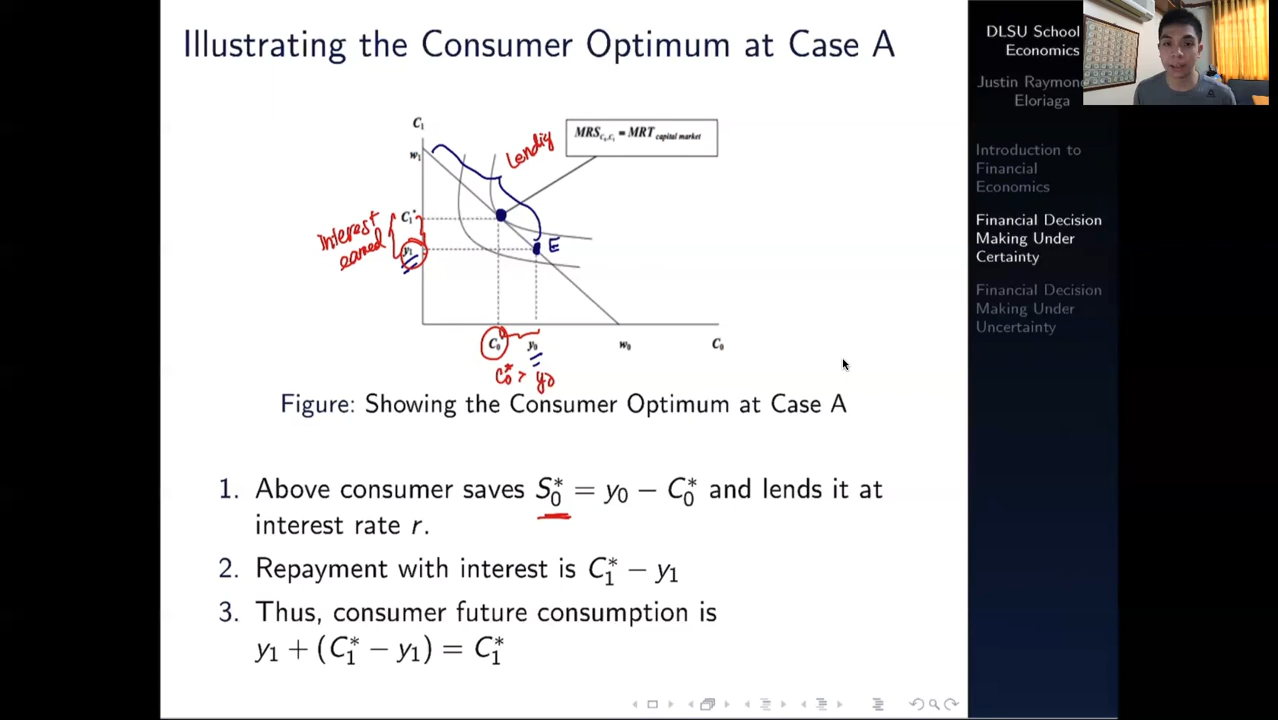 Illustrating the Consumer Optimum at Case A
C₁
w₁
Lending
MRS C₀,C₁ = MRT capital market
Interest
earned
C₁*
y₁
E
C₀
y₀
w₀
C₀
C₀* > y₀
Figure: Showing the Consumer Optimum at Case A
1. Above consumer saves S₀* = y₀ − C₀* and lends it at
interest rate r.
2. Repayment with interest is C₁* − y₁
3. Thus, consumer future consumption is
y₁ + (C₁* − y₁) = C₁*
DLSU School
Economics
Justin Raymond
Eloriaga
Introduction to
Financial
Economics
Financial Decision
Making Under
Certainty
Financial Decision
Making Under
Uncertainty